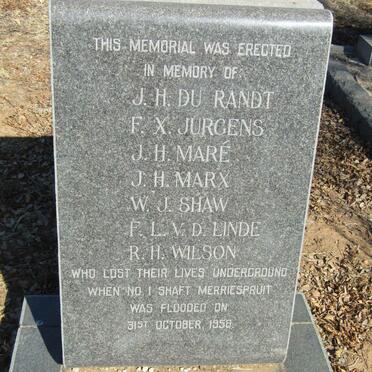 THIS MEMORIAL WAS ERECTED
IN MEMORY OF:
J. H. DU RANDT
F. X. JURGENS
J. H. MARÉ
J. H. MARX
W. J. SHAW
F. L. V. D. LINDE
R. H. WILSON
WHO LOST THEIR LIVES UNDERGROUND
WHEN NO. 1 SHAFT MERRIESPRUIT
WAS FLOODED ON
31ST OCTOBER, 1956.